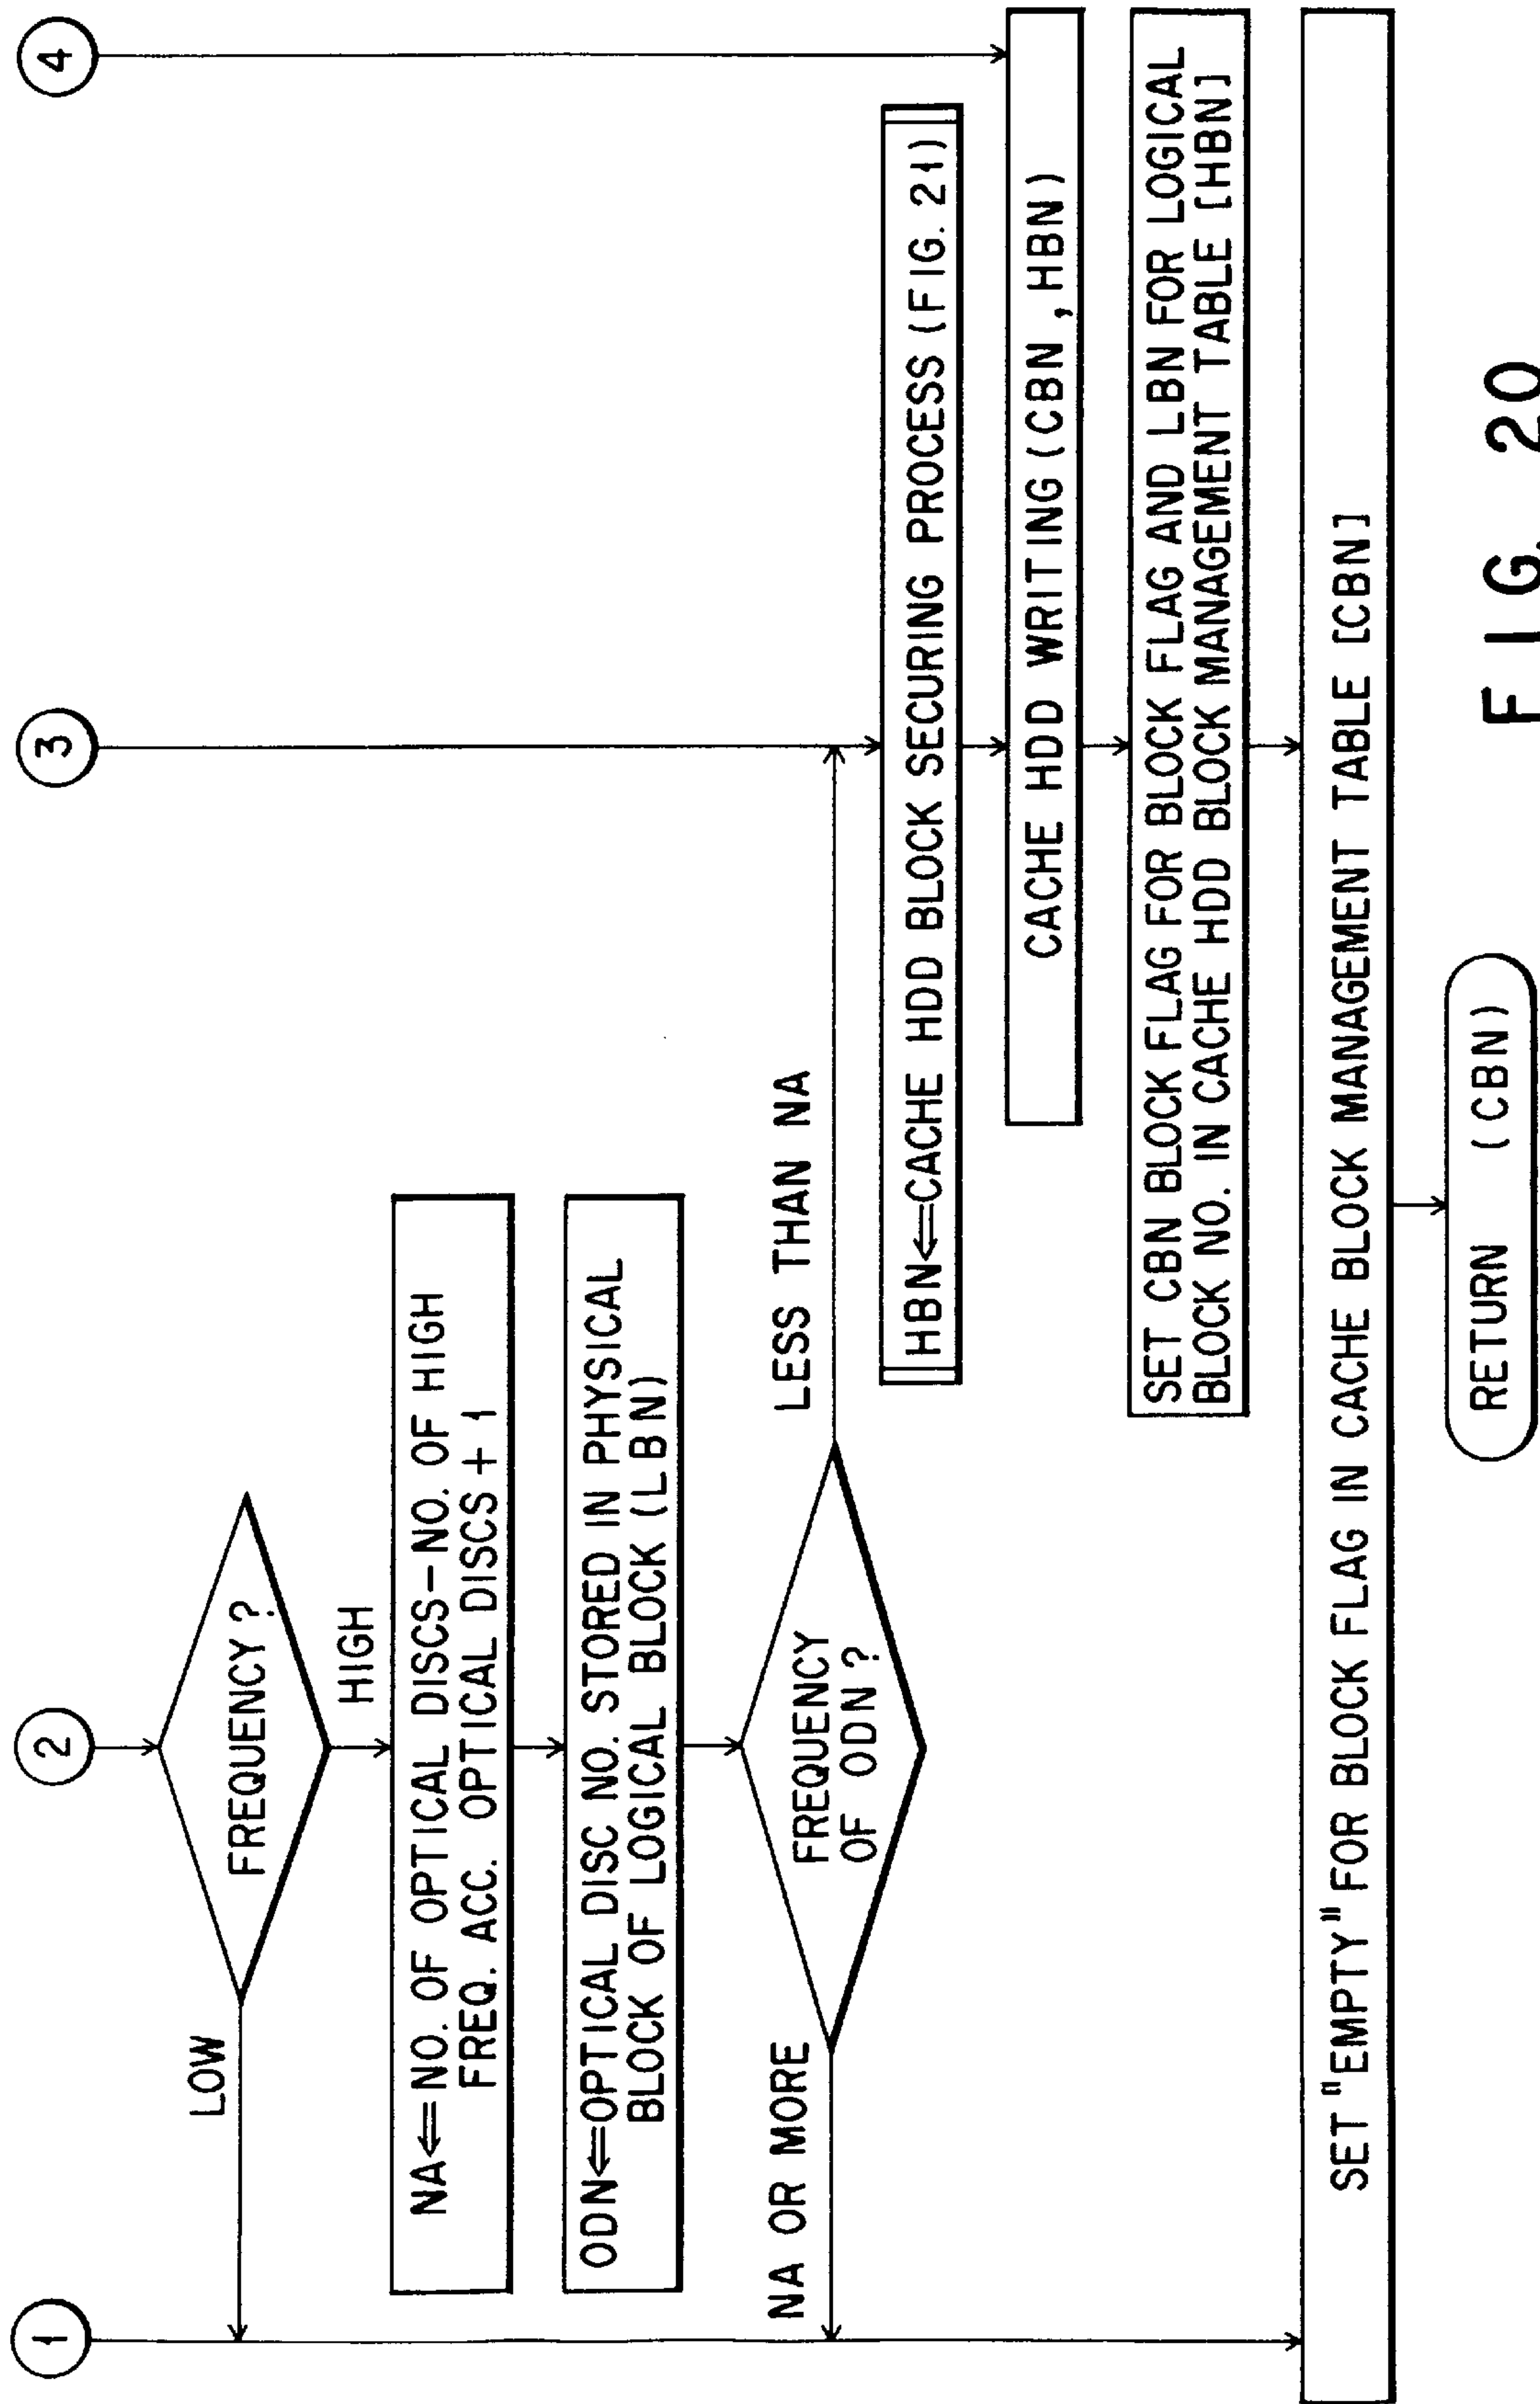 1
2
3
4
FREQUENCY ?
LOW
HIGH
NA⇐NO. OF OPTICAL DISCS-NO. OF HIGH
FREQ. ACC. OPTICAL DISCS + 1
ODN⇐OPTICAL DISC NO. STORED IN PHYSICAL
BLOCK OF LOGICAL BLOCK (LBN)
FREQUENCY
OF ODN ?
NA OR MORE
LESS THAN NA
HBN⇐CACHE HDD BLOCK SECURING PROCESS (FIG. 21)
CACHE HDD WRITING (CBN , HBN)
SET CBN BLOCK FLAG FOR BLOCK FLAG AND LBN FOR LOGICAL
BLOCK NO. IN CACHE HDD BLOCK MANAGEMENT TABLE [HBN]
SET "EMPTY" FOR BLOCK FLAG IN CACHE BLOCK MANAGEMENT TABLE [CBN]
RETURN (CBN)
FIG. 20